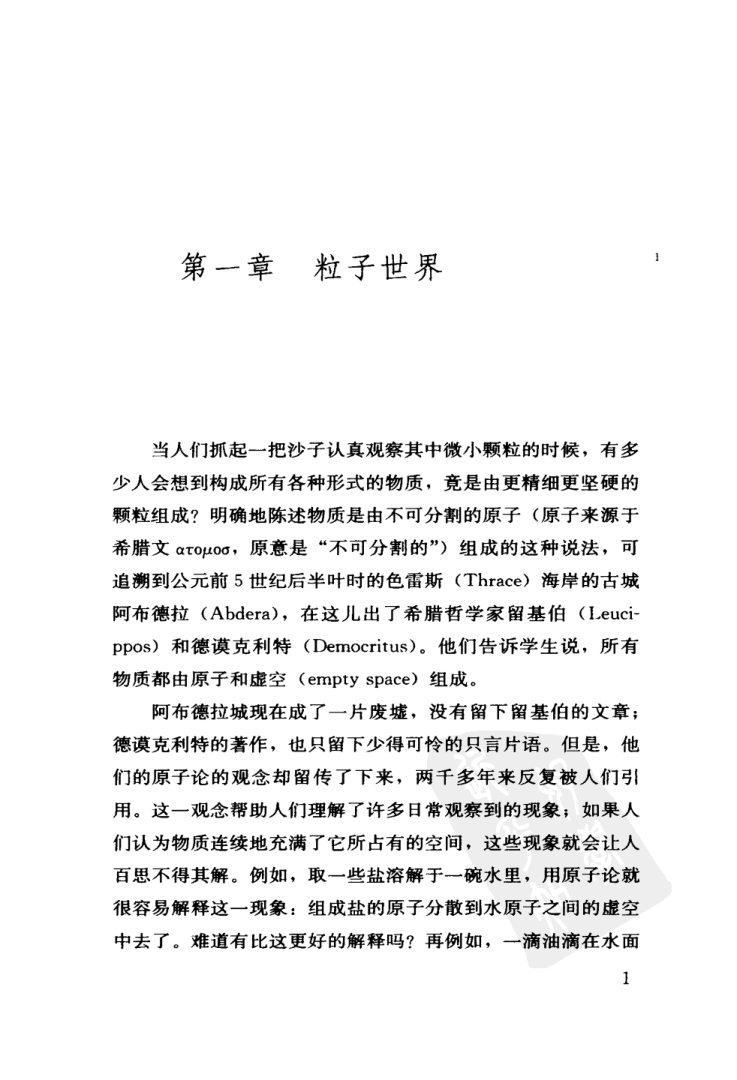 第一章　粒子世界
1
当人们抓起一把沙子认真观察其中微小颗粒的时候，有多
少人会想到构成所有各种形式的物质，竟是由更精细更坚硬的
颗粒组成？明确地陈述物质是由不可分割的原子（原子来源于
希腊文 ατομοσ，原意是“不可分割的”）组成的这种说法，可
追溯到公元前 5 世纪后半叶时的色雷斯（Thrace）海岸的古城
阿布德拉（Abdera），在这儿出了希腊哲学家留基伯（Leuci-
ppos）和德谟克利特（Democritus）。他们告诉学生说，所有
物质都由原子和虚空（empty space）组成。
阿布德拉城现在成了一片废墟，没有留下留基伯的文章；
德谟克利特的著作，也只留下少得可怜的只言片语。但是，他
们的原子论的观念却留传了下来，两千多年来反复被人们引
用。这一观念帮助人们理解了许多日常观察到的现象；如果人
们认为物质连续地充满了它所占有的空间，这些现象就会让人
百思不得其解。例如，取一些盐溶解于一碗水里，用原子论就
很容易解释这一现象：组成盐的原子分散到水原子之间的虚空
中去了。难道有比这更好的解释吗？再例如，一滴油滴在水面
1